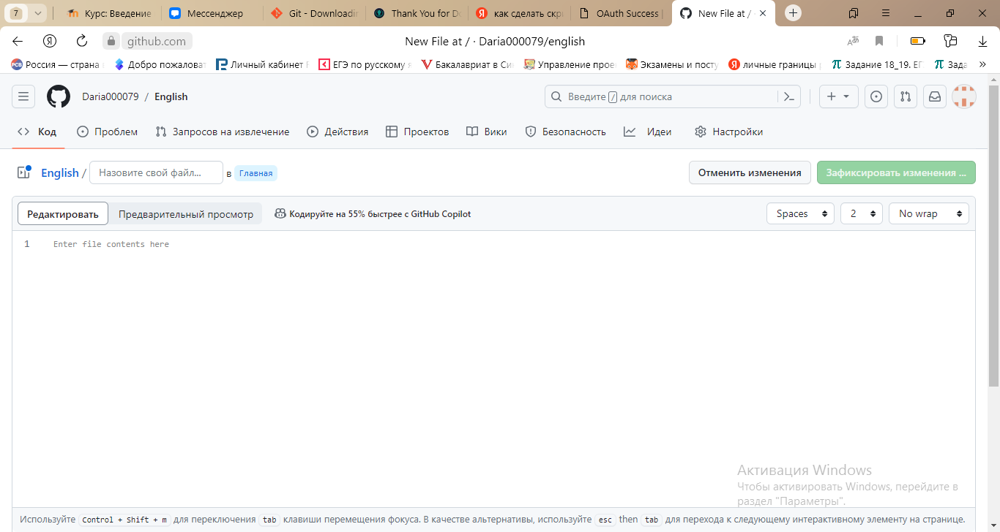 7 Курс: Введение Мессенджер Git - Downloadin Thank You for Do как сделать скри OAuth Success New File at /
github.com New File at / · Daria000079/english
Россия — страна Добро пожаловат Личный кабинет ЕГЭ по русскому я Бакалавриат в Си Управление прое Экзамены и посту личные границы Задание 18_19. ЕГ Зада
Daria000079 / English Введите / для поиска
Код Проблем Запросов на извлечение Действия Проектов Вики Безопасность Идеи Настройки
English / Назовите свой файл... в Главная Отменить изменения Зафиксировать изменения ...
Редактировать Предварительный просмотр Кодируйте на 55% быстрее с GitHub Copilot Spaces 2 No wrap
1 Enter file contents here
Активация Windows
Чтобы активировать Windows, перейдите в
раздел "Параметры".
Используйте Control + Shift + m для переключения tab клавиши перемещения фокуса. В качестве альтернативы, используйте esc then tab для перехода к следующему интерактивному элементу на странице.